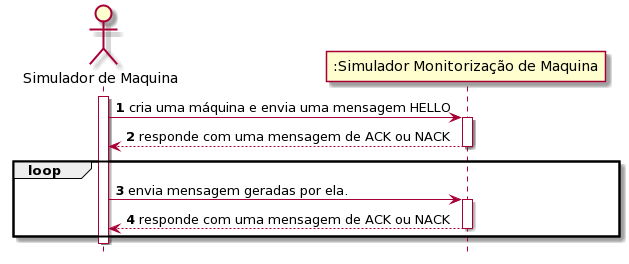 Simulador de Maquina
:Simulador Monitorização de Maquina
1 cria uma máquina e envia uma mensagem HELLO
2 responde com uma mensagem de ACK ou NACK
loop
3 envia mensagem geradas por ela.
4 responde com uma mensagem de ACK ou NACK